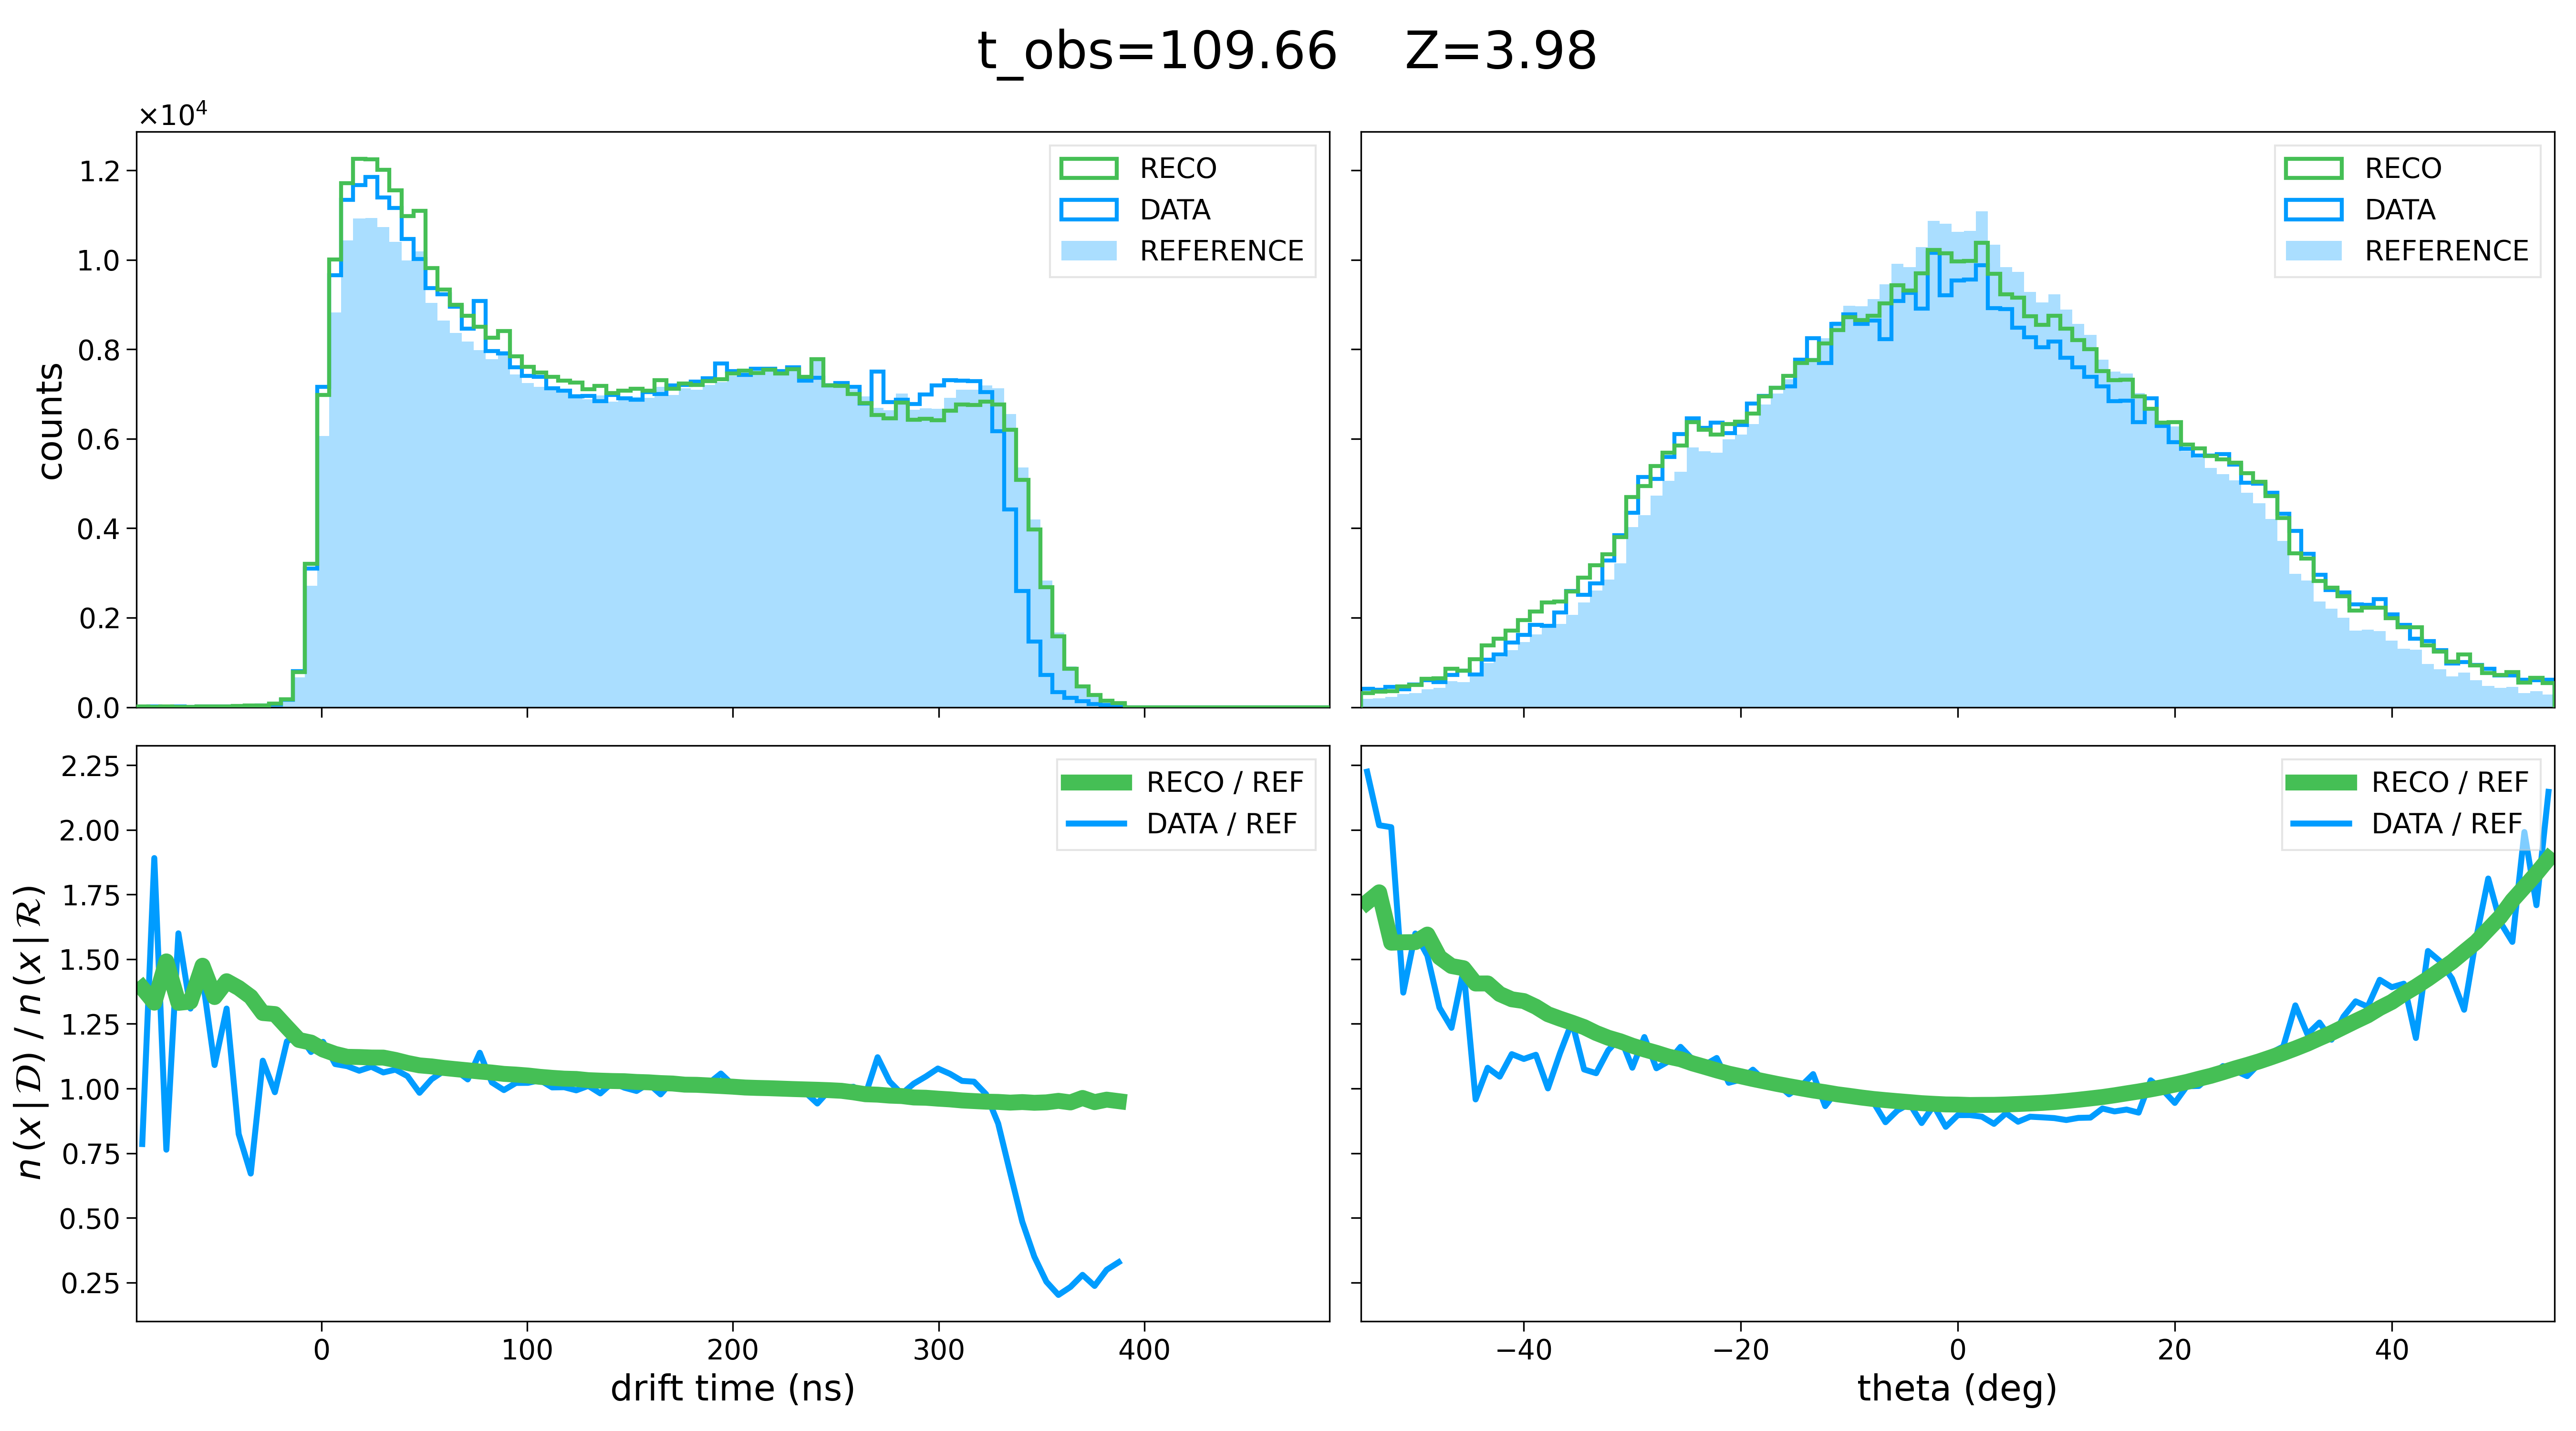 t_obs=109.66 Z=3.98
×10⁴
1.2
1.0
0.8
0.6
0.4
0.2
0.0
counts
RECO
DATA
REFERENCE
RECO
DATA
REFERENCE
2.25
2.00
1.75
1.50
1.25
1.00
0.75
0.50
0.25
n (x | 𝒟) / n (x | ℛ)
RECO / REF
DATA / REF
0 100 200 300 400
drift time (ns)
RECO / REF
DATA / REF
−40 −20 0 20 40
theta (deg)